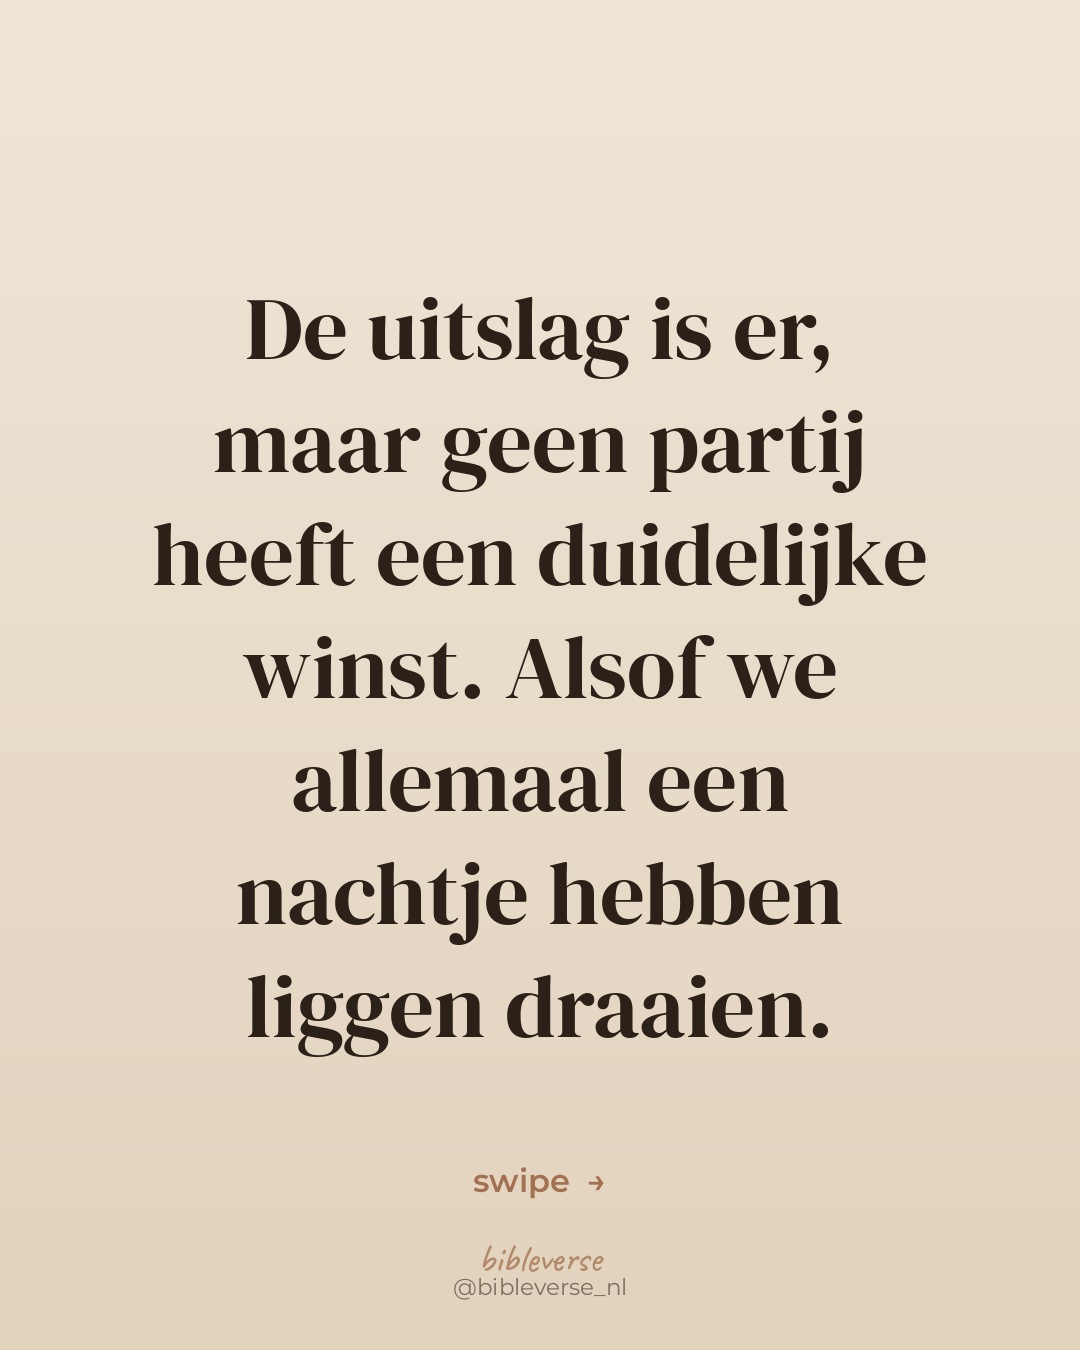 De uitslag is er,
maar geen partij
heeft een duidelijke
winst. Alsof we
allemaal een
nachtje hebben
liggen draaien.
swipe →
bibleverse
@bibleverse_nl